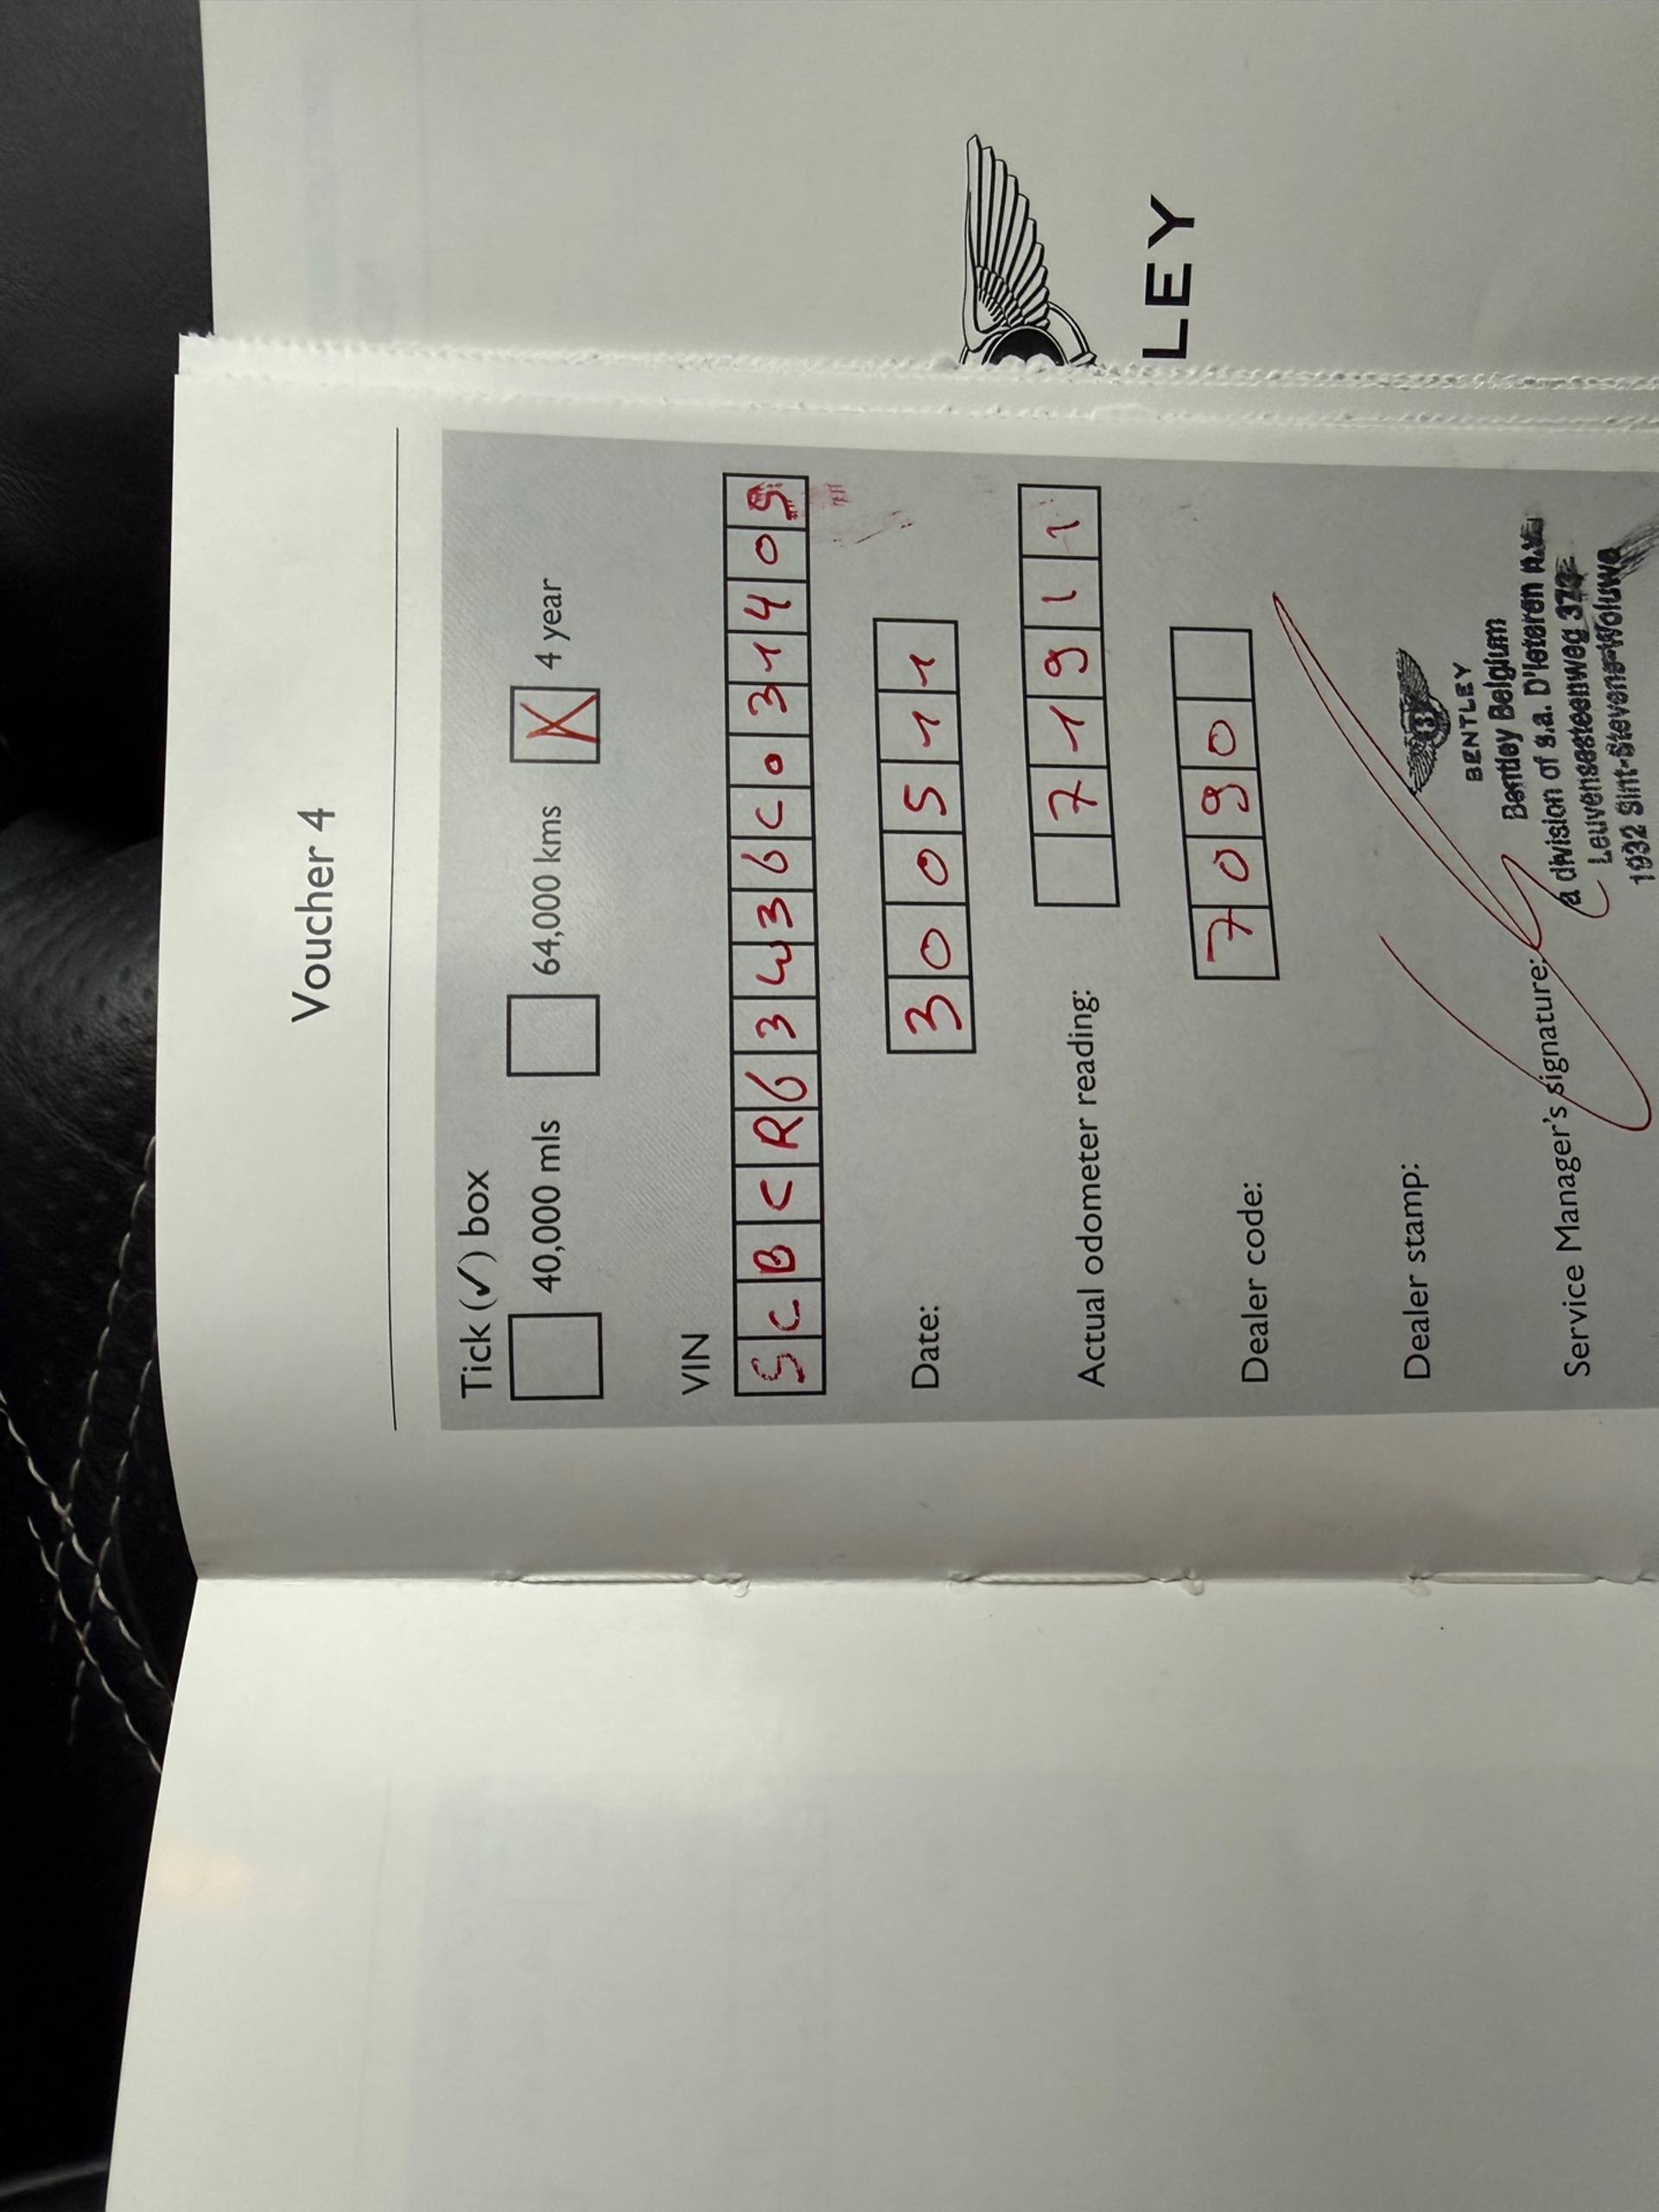 Voucher 4
Tick (✓) box
40,000 mls 64,000 kms X 4 year
VIN
SCBCR63W36C031409
Date: 300511
Actual odometer reading: 71911
Dealer code: 7090
Dealer stamp:
BENTLEY
Bentley Belgium
a division of s.a. D'Ieteren n.v.
Leuvensesteenweg
1932 Sint-Stevens-Woluwe
Service Manager's signature:
LEY